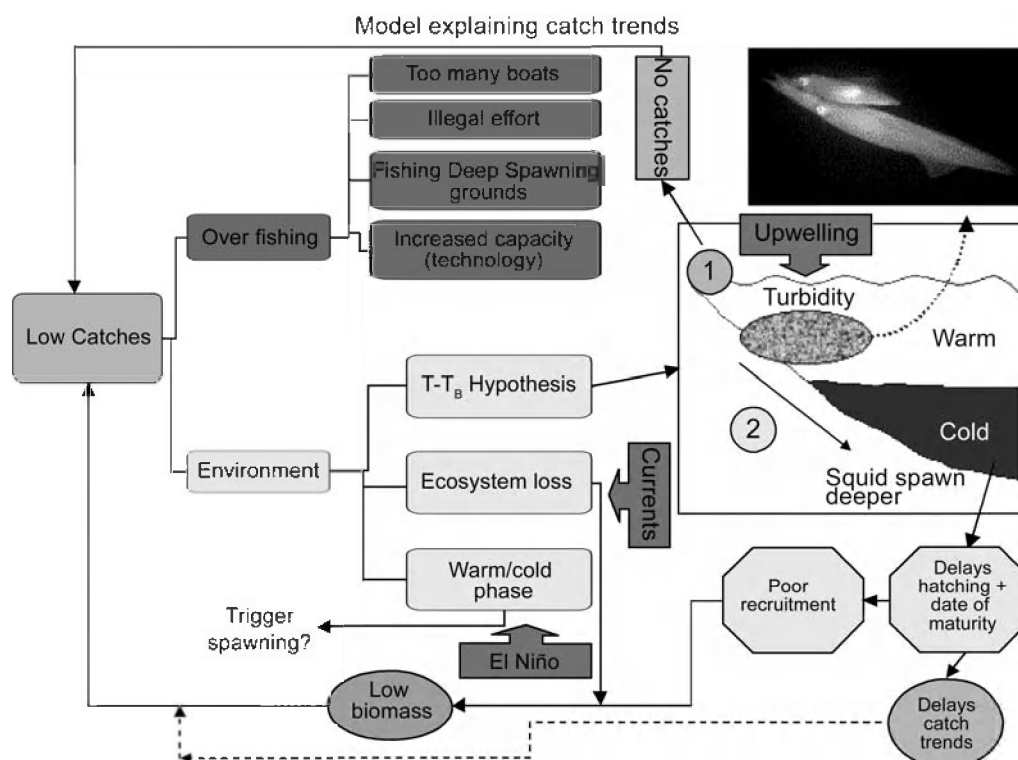 Model explaining catch trends
Too many boats
Illegal effort
Fishing Deep Spawning
grounds
Increased capacity
(technology)
No catches
Over fishing
Upwelling
1
Turbidity
Warm
Low Catches
T-T_B Hypothesis
2
Cold
Environment
Ecosystem loss
Currents
Squid spawn
deeper
Warm/cold
phase
Poor
recruitment
Delays
hatching +
date of
maturity
Trigger
spawning?
El Niño
Low
biomass
Delays
catch
trends